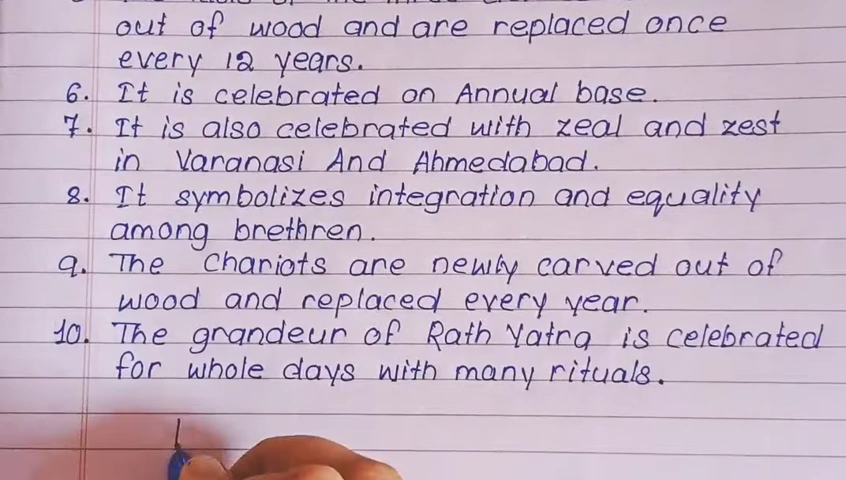 out of wood and are replaced once
every 12 years.
6. It is celebrated on Annual base.
7. It is also celebrated with zeal and zest
in Varanasi And Ahmedabad.
8. It symbolizes integration and equality
among brethren.
9. The Chariots are newly carved out of
wood and replaced every year.
10. The grandeur of Rath Yatra is celebrated
for whole days with many rituals.